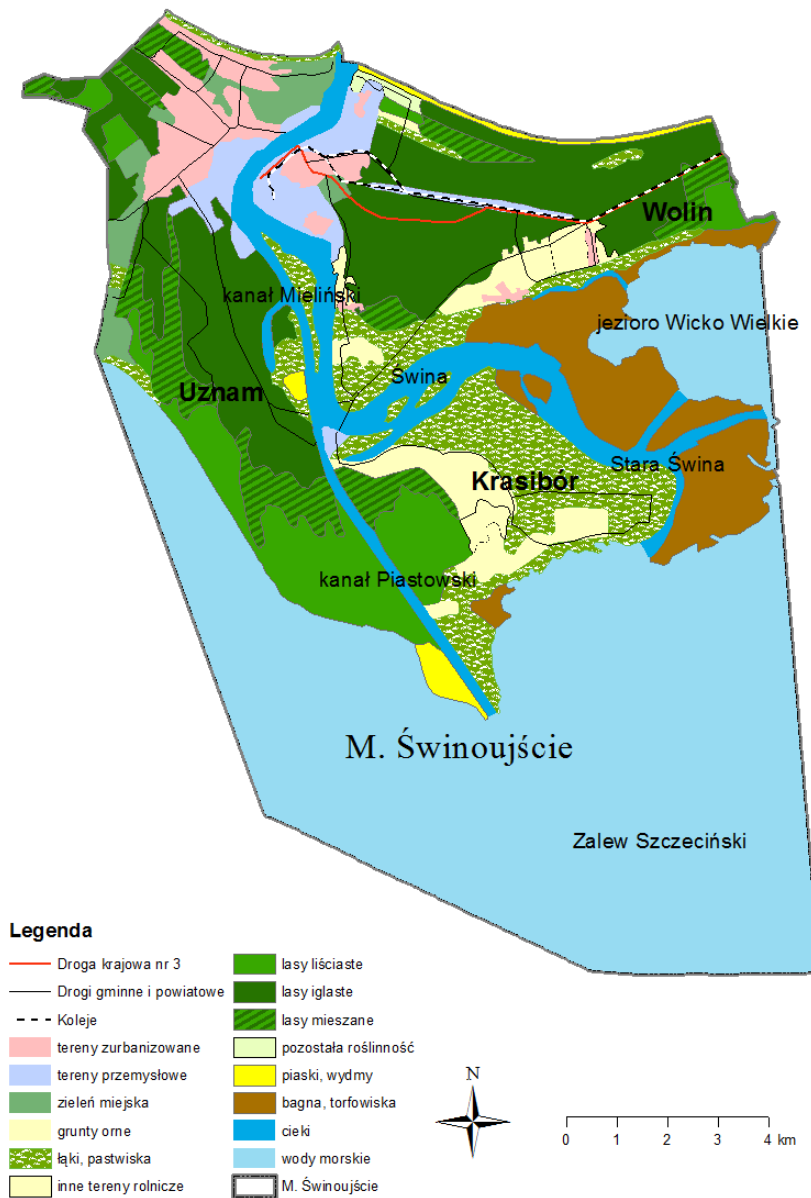 Wolin
kanał Mieliński
jezioro Wicko Wielkie
Świna
Uznam
Stara Świna
Krasibór
kanał Piastowski
M. Świnoujście
Zalew Szczeciński
Legenda
Droga krajowa nr 3
Drogi gminne i powiatowe
Koleje
tereny zurbanizowane
tereny przemysłowe
zieleń miejska
grunty orne
łąki, pastwiska
inne tereny rolnicze
lasy liściaste
lasy iglaste
lasy mieszane
pozostała roślinność
piaski, wydmy
bagna, torfowiska
cieki
wody morskie
M. Świnoujście
N
0 1 2 3 4 km